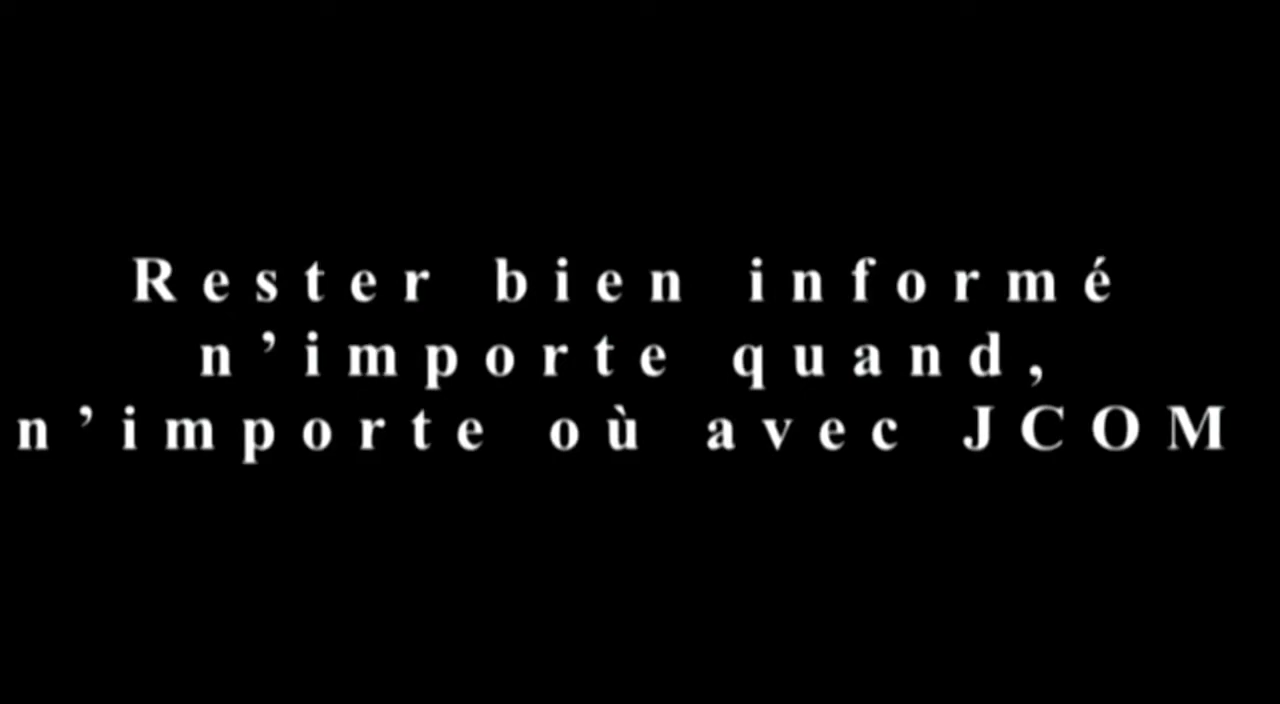 Rester bien informé
n’importe quand,
n’importe où avec JCOM